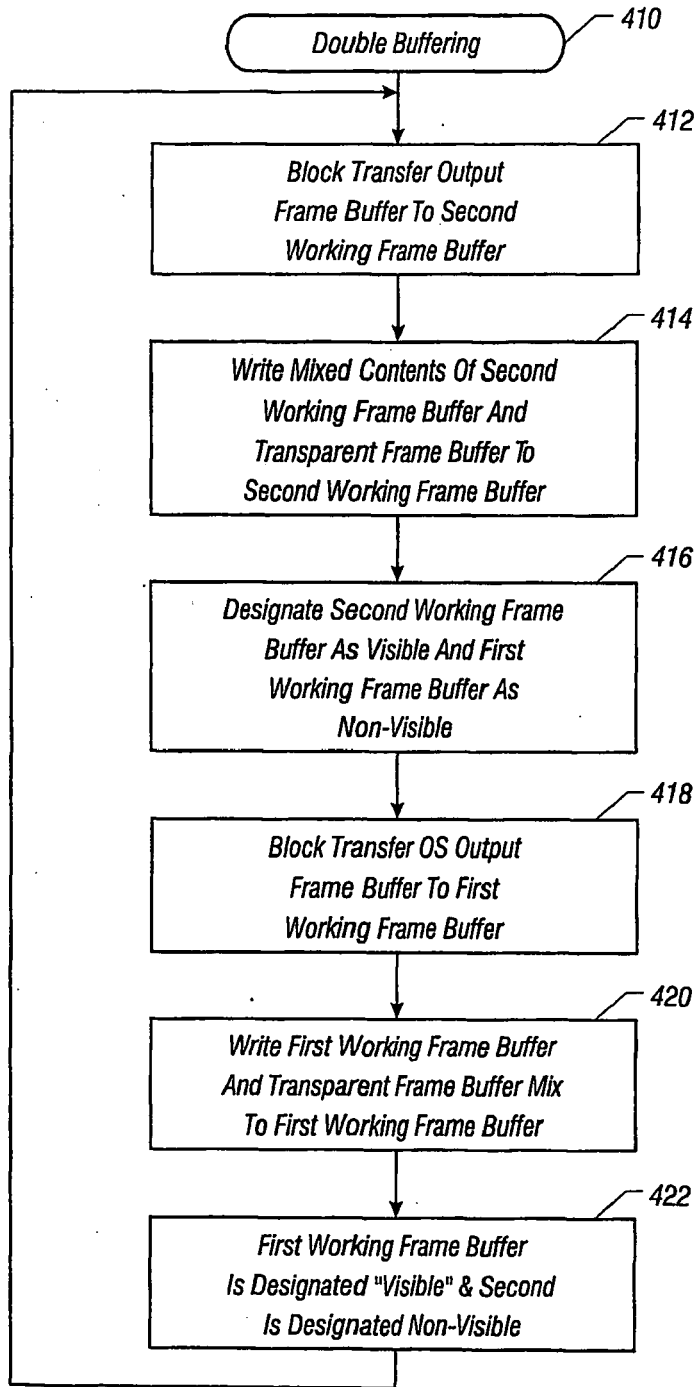 Double Buffering
410
412
Block Transfer Output
Frame Buffer To Second
Working Frame Buffer
414
Write Mixed Contents Of Second
Working Frame Buffer And
Transparent Frame Buffer To
Second Working Frame Buffer
416
Designate Second Working Frame
Buffer As Visible And First
Working Frame Buffer As
Non-Visible
418
Block Transfer OS Output
Frame Buffer To First
Working Frame Buffer
420
Write First Working Frame Buffer
And Transparent Frame Buffer Mix
To First Working Frame Buffer
422
First Working Frame Buffer
Is Designated "Visible" & Second
Is Designated Non-Visible